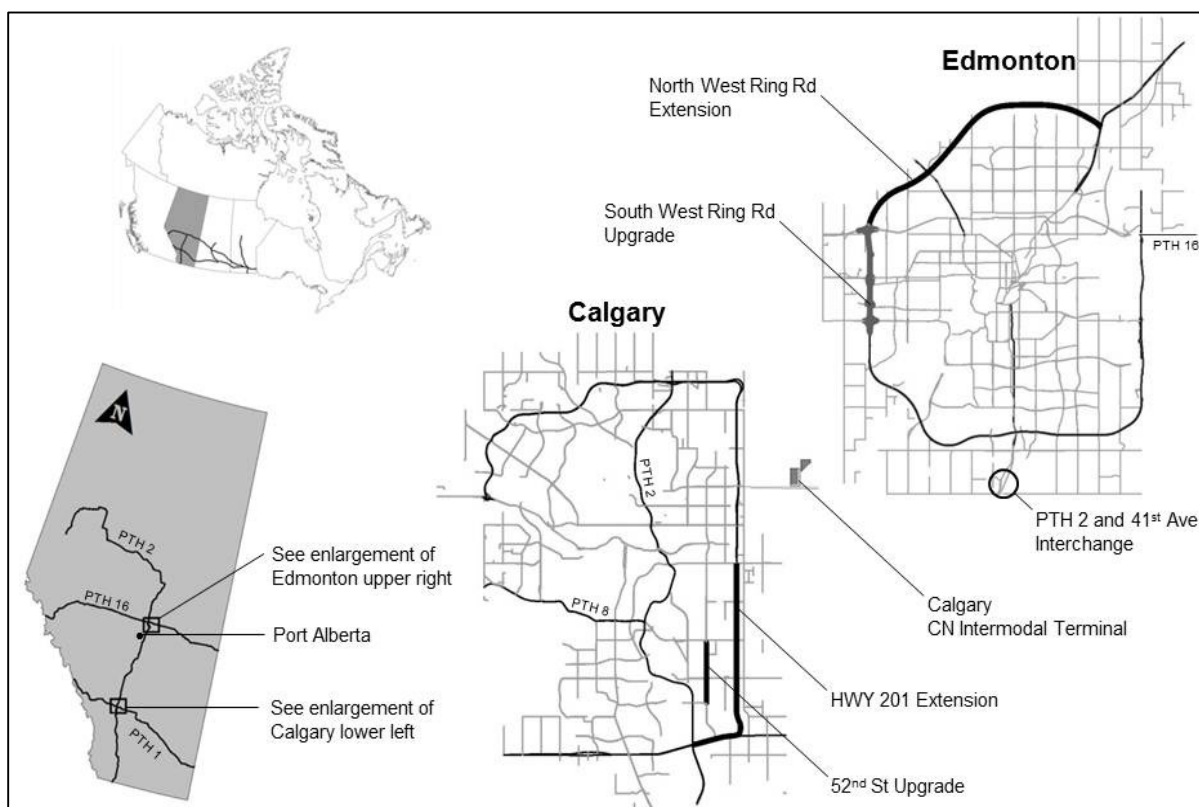 Edmonton
North West Ring Rd
Extension
South West Ring Rd
Upgrade
PTH 16
PTH 2 and 41st Ave
Interchange
Calgary
PTH 2
PTH 8
Calgary
CN Intermodal Terminal
HWY 201 Extension
52nd St Upgrade
N
PTH 2
PTH 16
PTH 1
See enlargement of
Edmonton upper right
Port Alberta
See enlargement of
Calgary lower left